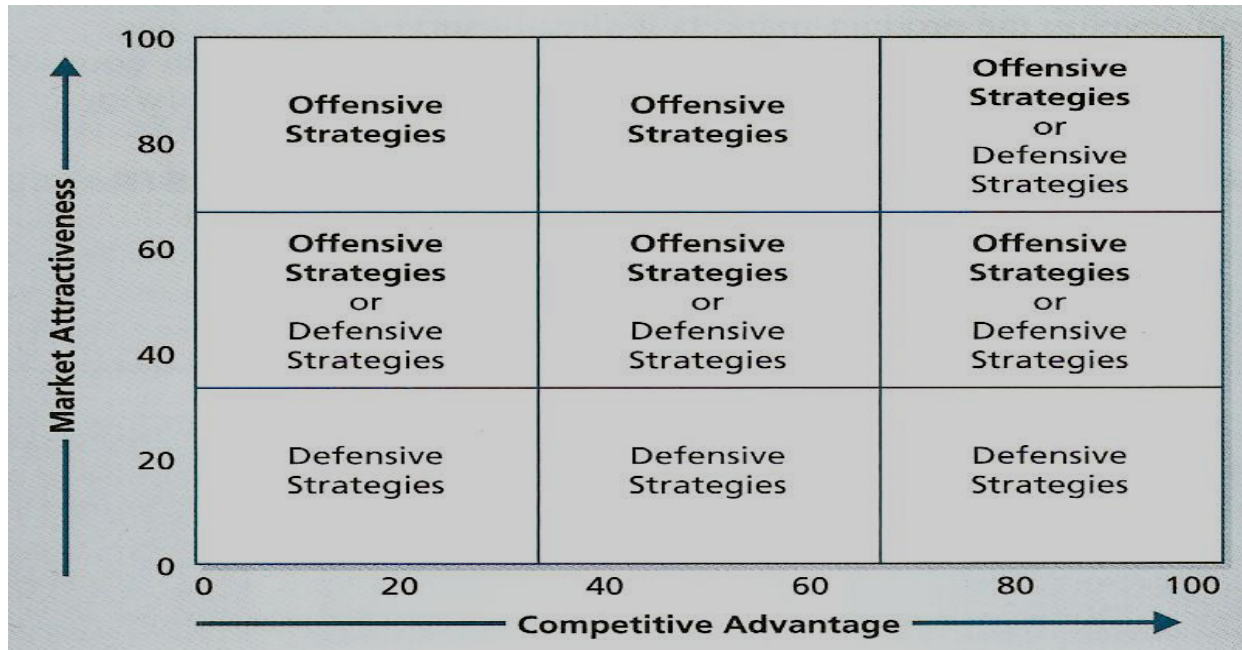 Market Attractiveness
100
80
60
40
20
0
Offensive
Strategies
Offensive
Strategies
Offensive
Strategies
or
Defensive
Strategies
Offensive
Strategies
or
Defensive
Strategies
Offensive
Strategies
or
Defensive
Strategies
Offensive
Strategies
or
Defensive
Strategies
Defensive
Strategies
Defensive
Strategies
Defensive
Strategies
0 20 40 60 80 100
Competitive Advantage